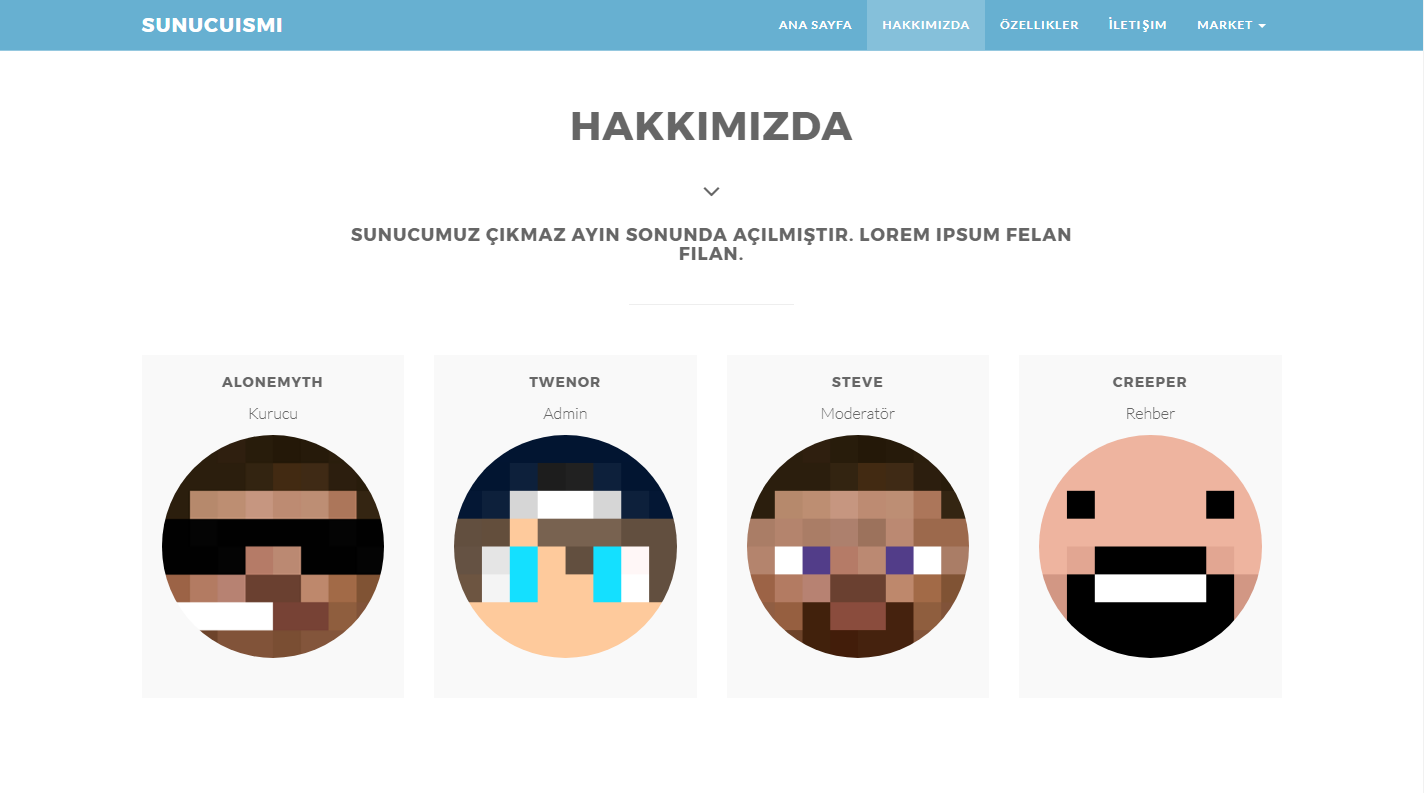 SUNUCUISMI
ANA SAYFA
HAKKIMIZDA
ÖZELLIKLER
İLETIŞIM
MARKET
HAKKIMIZDA
SUNUCUMUZ ÇIKMAZ AYIN SONUNDA AÇILMIŞTIR. LOREM IPSUM FELAN
FILAN.
ALONEMYTH
Kurucu
TWENOR
Admin
STEVE
Moderatör
CREEPER
Rehber